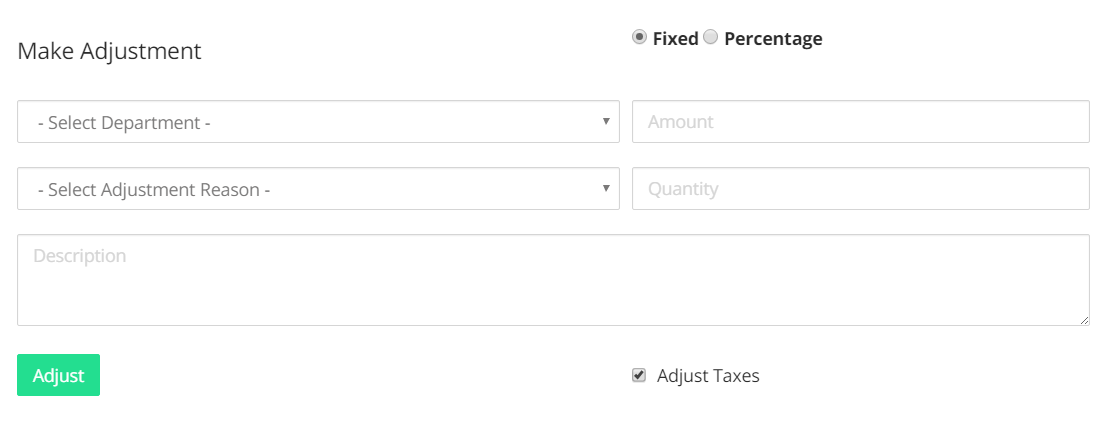 Make Adjustment
Fixed Percentage
- Select Department -
Amount
- Select Adjustment Reason -
Quantity
Description
Adjust
Adjust Taxes